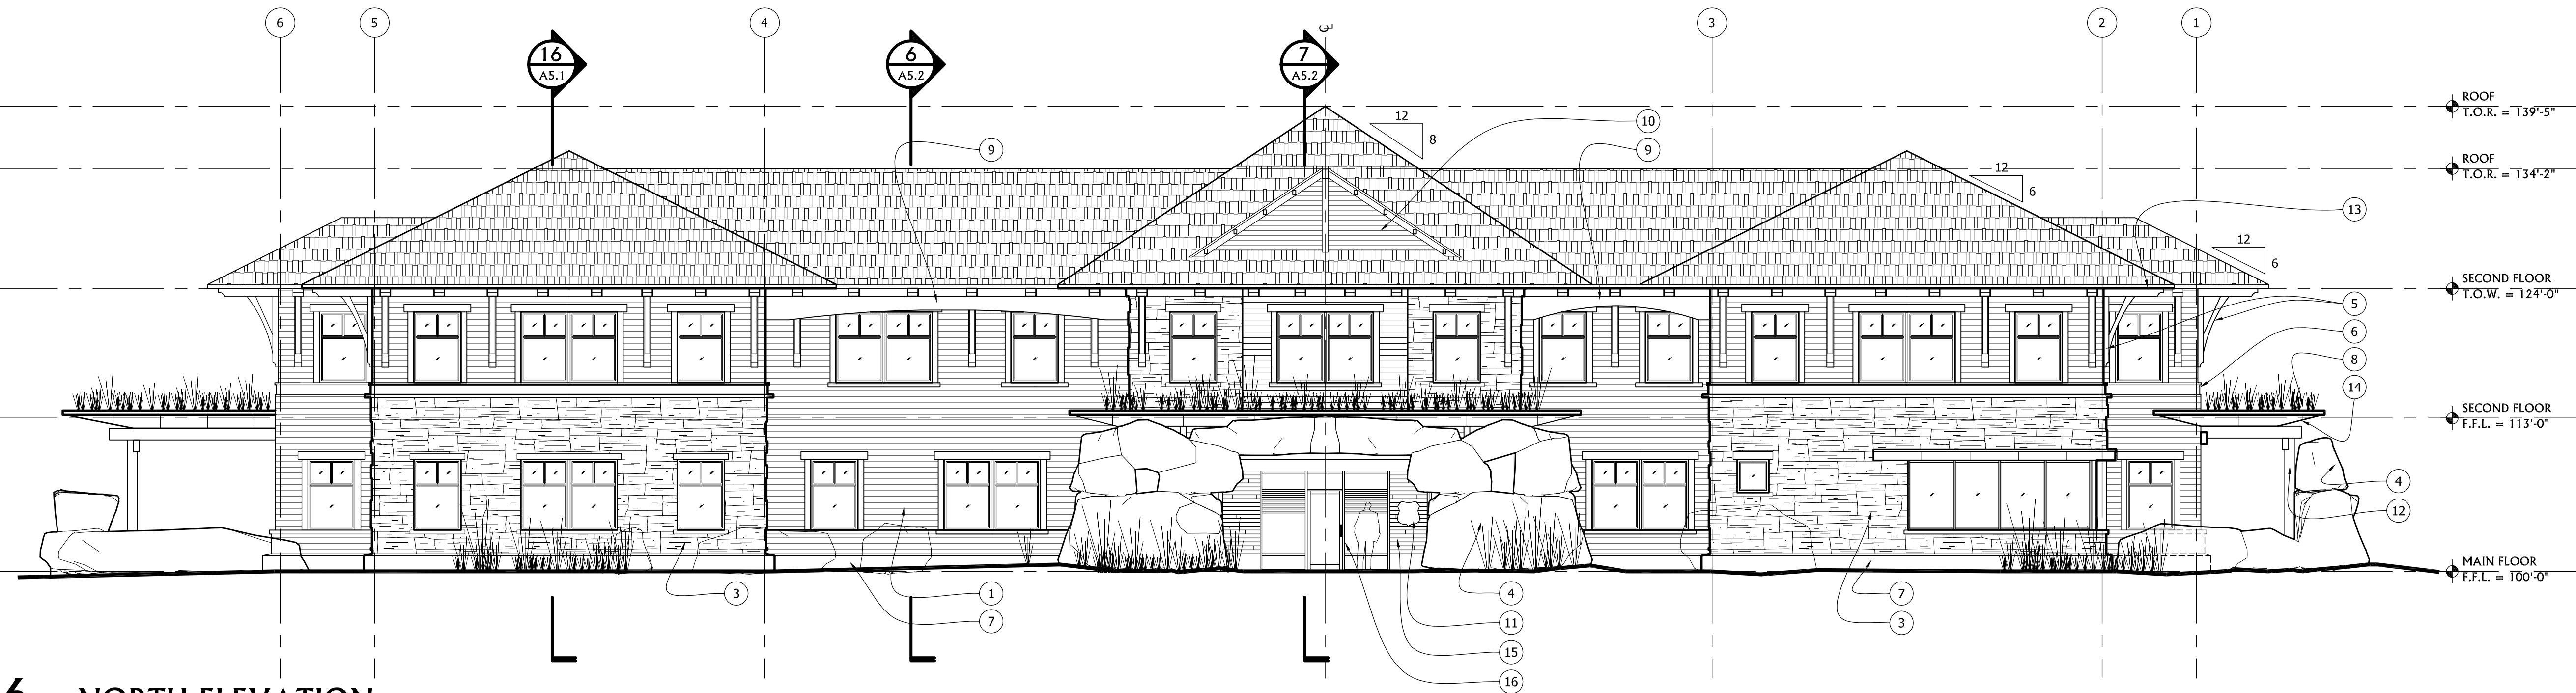 6
5
4
3
2
1
16
A5.1
6
A5.2
7
A5.2
ROOF
T.O.R. = 139'-5"
12
8
10
9
9
ROOF
T.O.R. = 134'-2"
12
6
13
12
6
SECOND FLOOR
T.O.W. = 124'-0"
5
6
8
14
SECOND FLOOR
F.F.L. = 113'-0"
4
12
MAIN FLOOR
F.F.L. = 100'-0"
3
1
4
7
7
11
3
15
16
6 NORTH ELEVATION